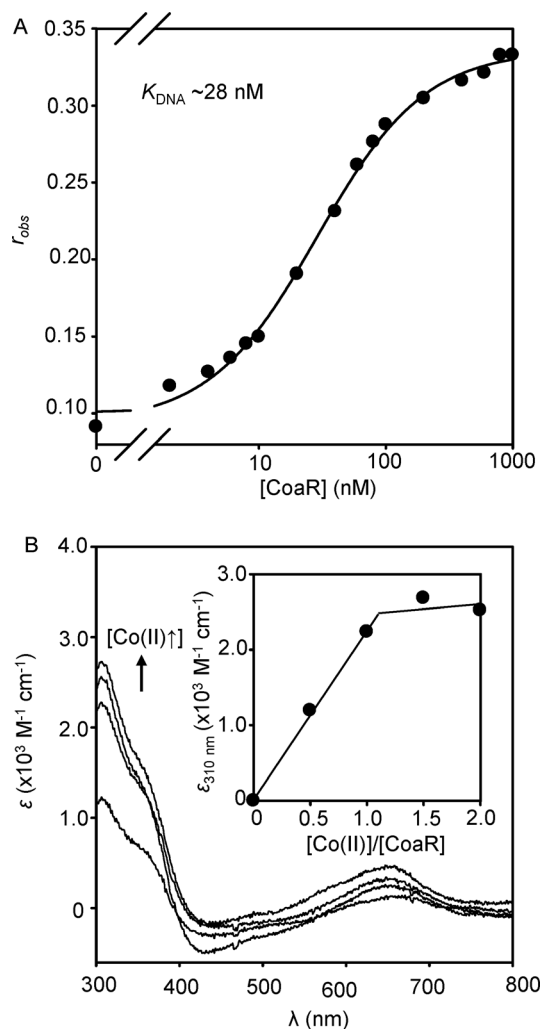 A
0.35
0.30
0.25
0.20
0.15
0.10
r_obs
K_DNA ~28 nM
0 10 100 1000
[CoaR] (nM)
B
4.0
3.0
2.0
1.0
0
ε (x10³ M⁻¹ cm⁻¹)
[Co(II)↑]
3.0
2.0
1.0
0
ε₃₁₀ ₙₘ (x10³ M⁻¹ cm⁻¹)
0 0.5 1.0 1.5 2.0
[Co(II)]/[CoaR]
300 400 500 600 700 800
λ (nm)